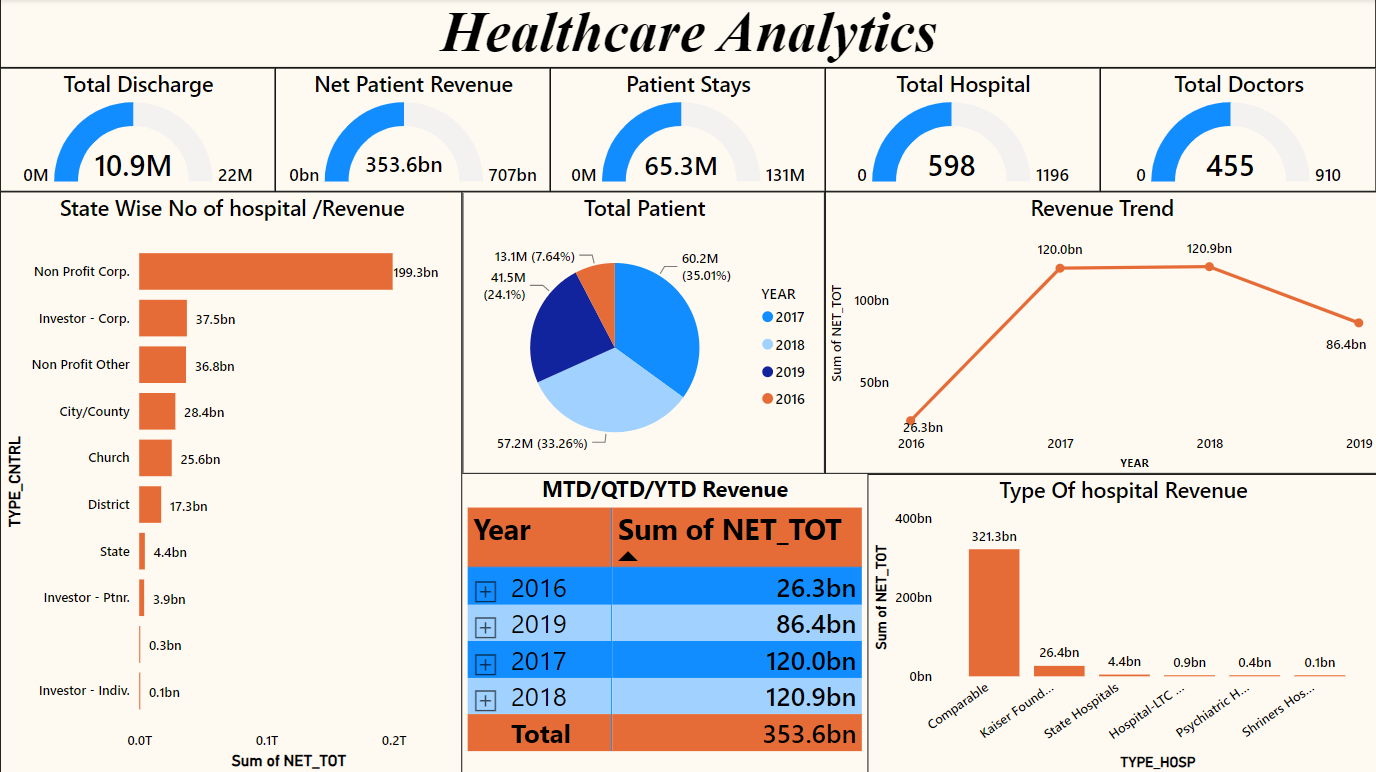 Healthcare Analytics
Total Discharge
10.9M
0M
22M
Net Patient Revenue
353.6bn
0bn
707bn
Patient Stays
65.3M
0M
131M
Total Hospital
598
0
1196
Total Doctors
455
0
910
State Wise No of hospital /Revenue
TYPE_CNTRL
Non Profit Corp.
199.3bn
Investor - Corp.
37.5bn
Non Profit Other
36.8bn
City/County
28.4bn
Church
25.6bn
District
17.3bn
State
4.4bn
Investor - Ptnr.
3.9bn
0.3bn
Investor - Indiv.
0.1bn
0.0T
0.1T
0.2T
Sum of NET_TOT
Total Patient
13.1M (7.64%)
60.2M
(35.01%)
41.5M
(24.1%)
57.2M (33.26%)
YEAR
2017
2018
2019
2016
Revenue Trend
Sum of NET_TOT
100bn
50bn
120.0bn
120.9bn
86.4bn
26.3bn
2016
2017
2018
2019
YEAR
MTD/QTD/YTD Revenue
Year Sum of NET_TOT
2016 26.3bn
2019 86.4bn
2017 120.0bn
2018 120.9bn
Total 353.6bn
Type Of hospital Revenue
Sum of NET_TOT
400bn
200bn
0bn
321.3bn
26.4bn
4.4bn
0.9bn
0.4bn
0.1bn
Comparable
Kaiser Found...
State Hospitals
Hospital-LTC ...
Psychiatric H...
Shriners Hos...
TYPE_HOSP